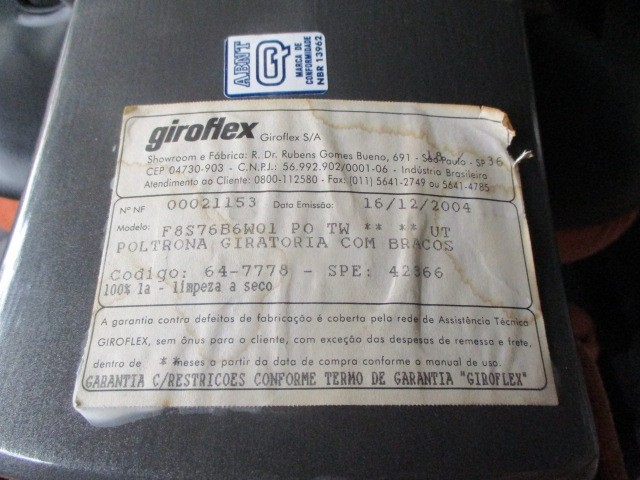 ABNT
Q
MARCA DE
CONFORMIDADE
NBR 13962
giroflex Giroflex S/A
Showroom e Fábrica: R. Dr. Rubens Gomes Bueno, 691 - São Paulo - SP
18 36
CEP 04730-903 - C.N.P.J.: 56.992.902/0001-06 - Indústria Brasileira
Atendimento ao Cliente: 0800-112580 - Fax: (011) 5641-2749 ou 5641-4785
Nº NF 00021153 Data Emissão: 16/12/2004
Modelo: F8S76B6W01 PO TW ** ** UT
POLTRONA GIRATORIA COM BRACOS
Codigo: 64-7778 - SPE: 42366
100% la - limpeza a seco
A garantia contra defeitos de fabricação é coberto pela rede de Assistência Técnica
GIROFLEX, sem ônus para o cliente, com exceção das despesas de remessa e frete,
dentro de ** meses a partir da data de compra conforme o manual de uso.
GARANTIA C/RESTRICOES CONFORME TERMO DE GARANTIA "GIROFLEX"